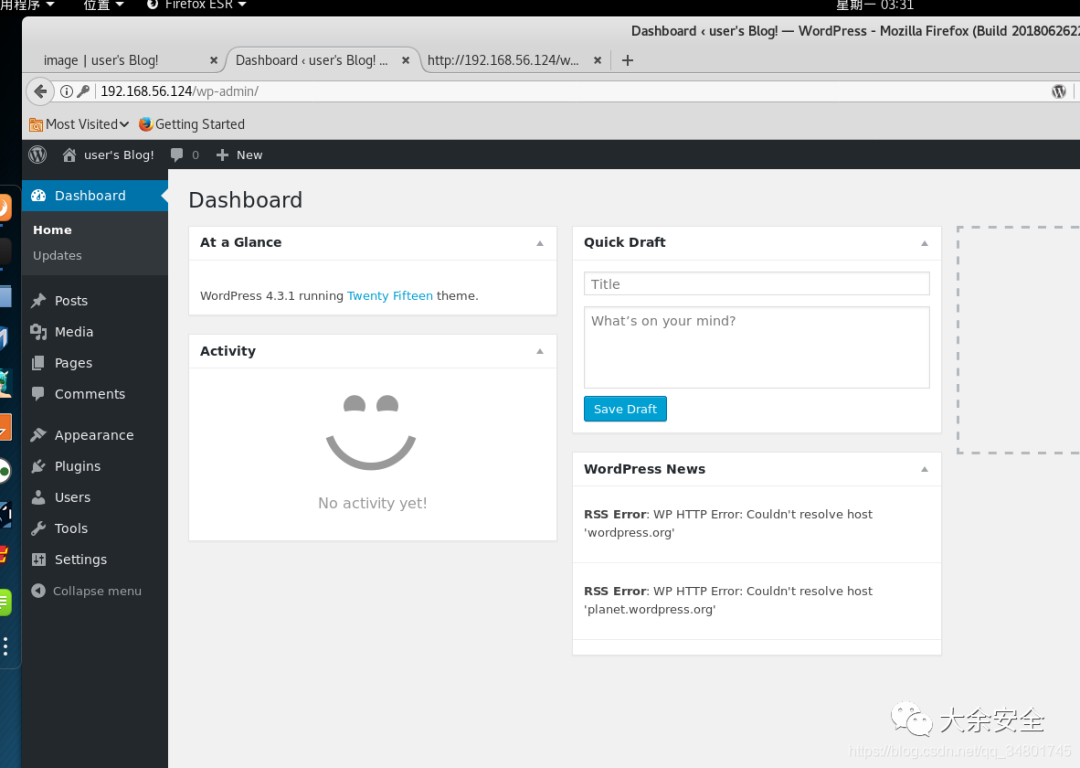 用程序 位置 Firefox ESR 星期一 03:31
Dashboard ‹ user's Blog! — WordPress - Mozilla Firefox (Build 2018062622
image | user's Blog! Dashboard ‹ user's Blog! ... http://192.168.56.124/w...
192.168.56.124/wp-admin/
Most Visited Getting Started
user's Blog! 0 New
Dashboard
Home
Updates
Posts
Media
Pages
Comments
Appearance
Plugins
Users
Tools
Settings
Collapse menu
Dashboard
At a Glance
WordPress 4.3.1 running Twenty Fifteen theme.
Activity
No activity yet!
Quick Draft
Title
What's on your mind?
Save Draft
WordPress News
RSS Error: WP HTTP Error: Couldn't resolve host
'wordpress.org'
RSS Error: WP HTTP Error: Couldn't resolve host
'planet.wordpress.org'
大余安全
https://blog.csdn.net/qq_34801745